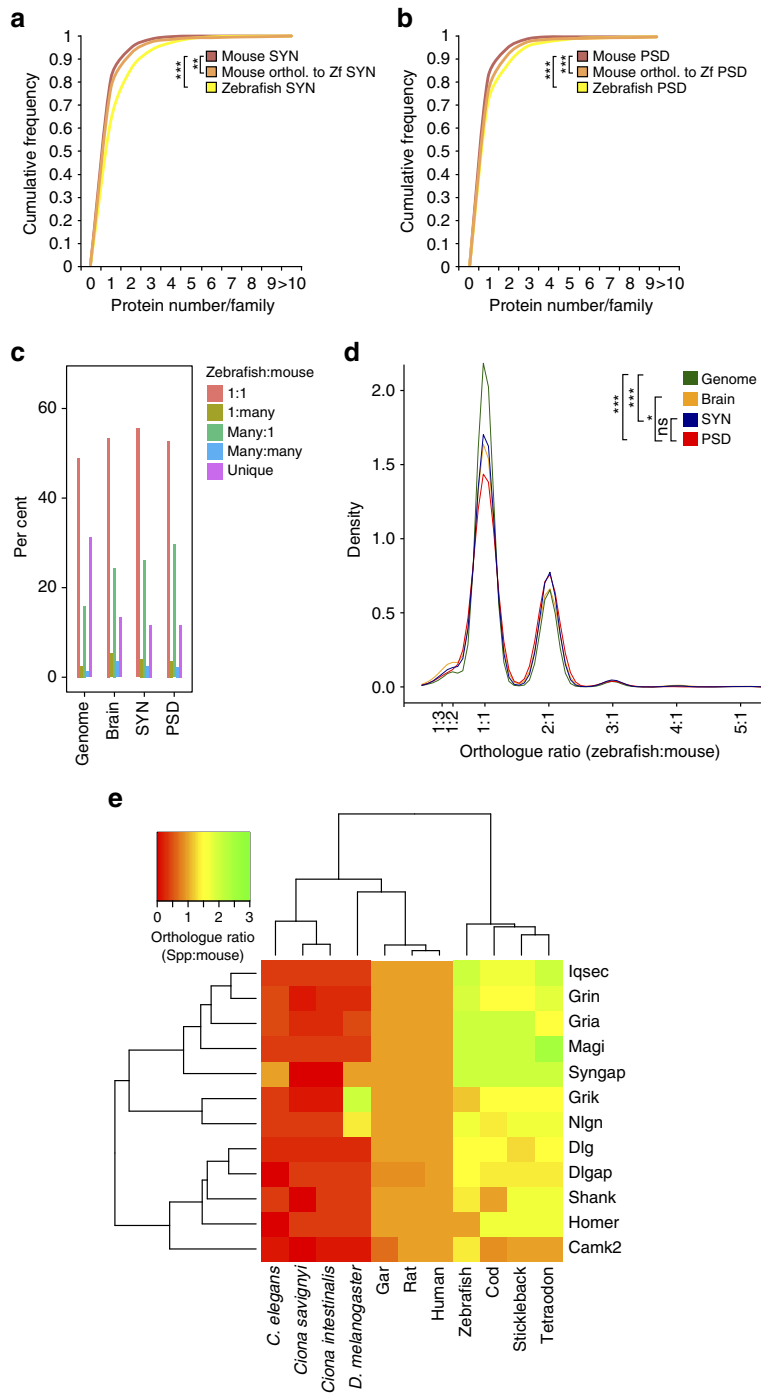 a
1
0.9
0.8
0.7
0.6
0.5
0.4
0.3
0.2
0.1
0
Cumulative frequency
0 1 2 3 4 5 6 7 8 9 >10
Protein number/family
*** **
Mouse SYN
Mouse orthol. to Zf SYN
Zebrafish SYN
b
1
0.9
0.8
0.7
0.6
0.5
0.4
0.3
0.2
0.1
0
Cumulative frequency
0 1 2 3 4 5 6 7 8 9 >10
Protein number/family
*** ***
Mouse PSD
Mouse orthol. to Zf PSD
Zebrafish PSD
c
60
40
20
0
Per cent
Genome
Brain
SYN
PSD
Zebrafish:mouse
1:1
1:many
Many:1
Many:many
Unique
d
2.0
1.5
1.0
0.5
0.0
Density
1:3
1:2
1:1
2:1
3:1
4:1
5:1
Orthologue ratio (zebrafish:mouse)
*** *** * ns
Genome
Brain
SYN
PSD
e
0 1 2 3
Orthologue ratio
(Spp:mouse)
Iqsec
Grin
Gria
Magi
Syngap
Grik
Nlgn
Dlg
Dlgap
Shank
Homer
Camk2
C. elegans
Ciona savignyi
Ciona intestinalis
D. melanogaster
Gar
Rat
Human
Zebrafish
Cod
Stickleback
Tetraodon